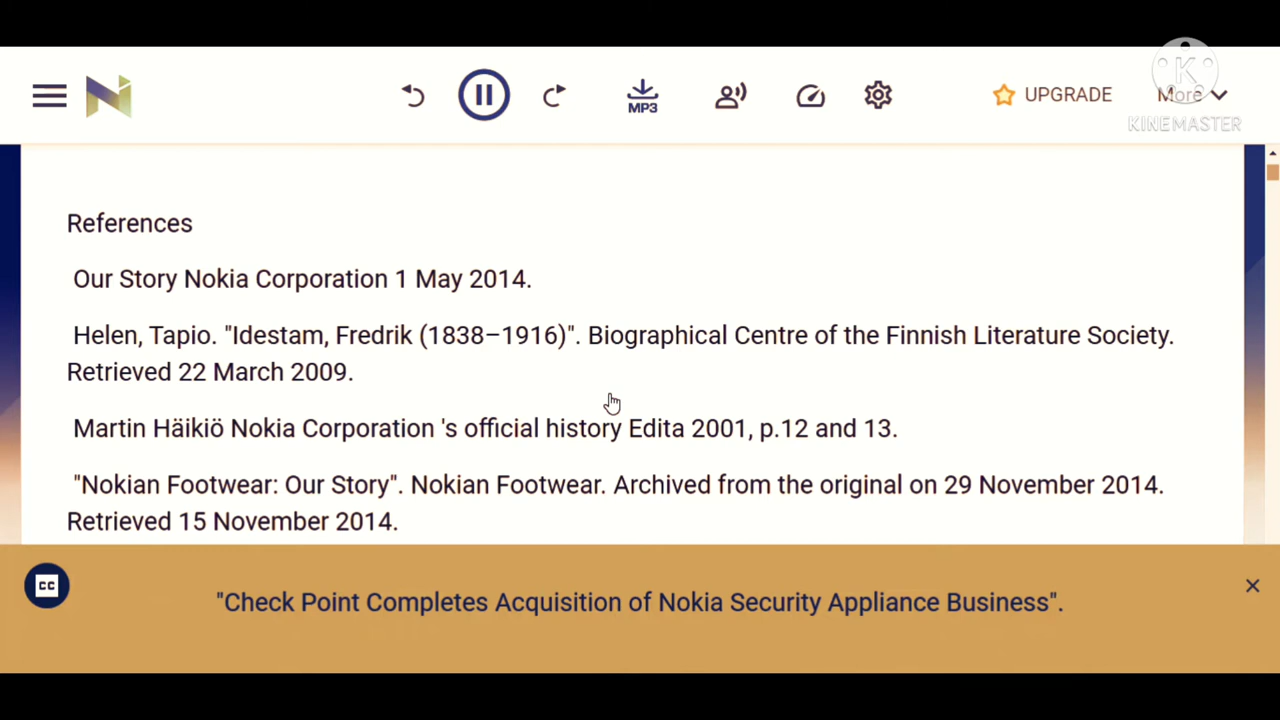 MP3
UPGRADE
More
K
KINEMASTER
References
Our Story Nokia Corporation 1 May 2014.
Helen, Tapio. "Idestam, Fredrik (1838–1916)". Biographical Centre of the Finnish Literature Society.
Retrieved 22 March 2009.
Martin Häikiö Nokia Corporation 's official history Edita 2001, p.12 and 13.
"Nokian Footwear: Our Story". Nokian Footwear. Archived from the original on 29 November 2014.
Retrieved 15 November 2014.
CC
"Check Point Completes Acquisition of Nokia Security Appliance Business".